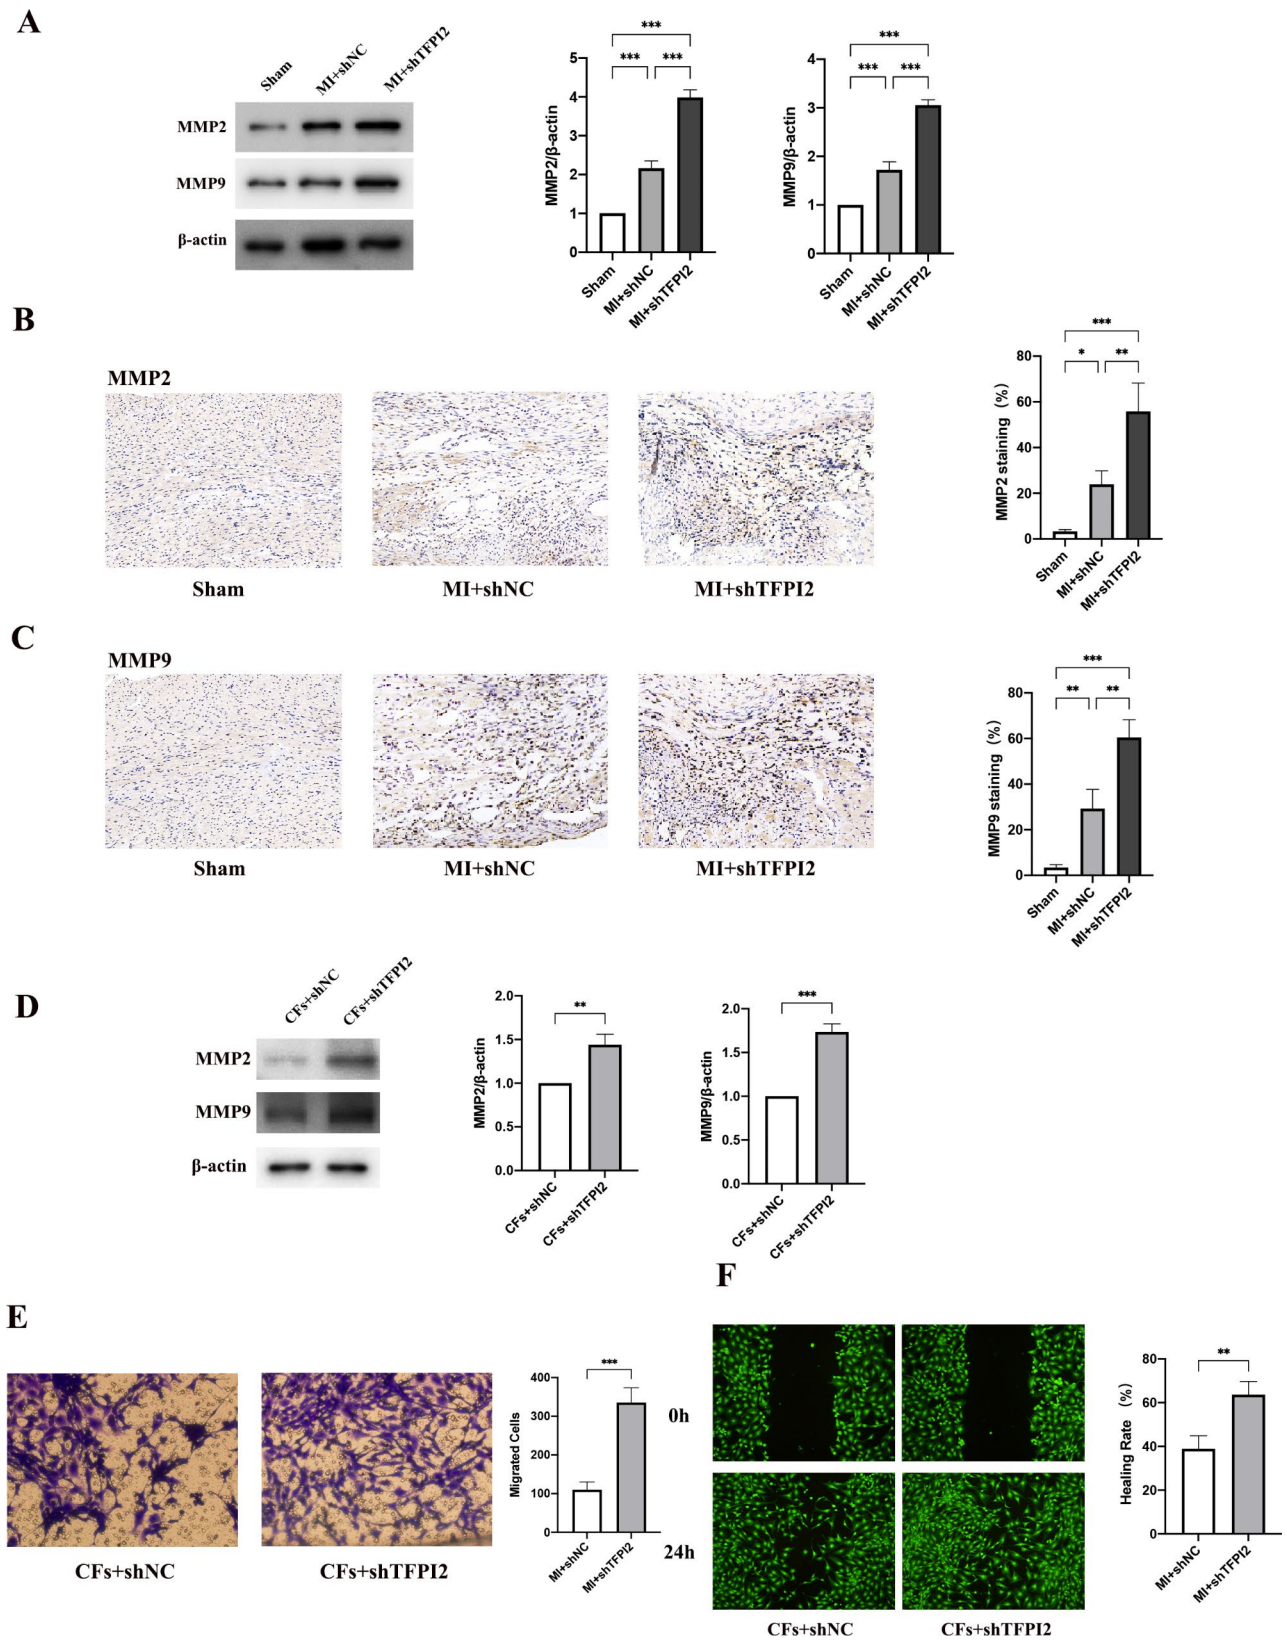 A
Sham
MI+shNC
MI+shTFPI2
MMP2
MMP9
β-actin
MMP2/β-actin
5
4
3
2
1
0
***
***
***
Sham
MI+shNC
MI+shTFPI2
MMP9/β-actin
4
3
2
1
0
***
***
***
Sham
MI+shNC
MI+shTFPI2
B
MMP2
Sham
MI+shNC
MI+shTFPI2
MMP2 staining (%)
80
60
40
20
0
***
*
**
Sham
MI+shNC
MI+shTFPI2
C
MMP9
Sham
MI+shNC
MI+shTFPI2
MMP9 staining (%)
80
60
40
20
0
***
**
**
Sham
MI+shNC
MI+shTFPI2
D
CFs+shNC
CFs+shTFPI2
MMP2
MMP9
β-actin
MMP2/β-actin
2.0
1.5
1.0
0.5
0.0
**
CFs+shNC
CFs+shTFPI2
MMP9/β-actin
2.0
1.5
1.0
0.5
0.0
***
CFs+shNC
CFs+shTFPI2
E
CFs+shNC
CFs+shTFPI2
Migrated Cells
400
300
200
100
0
***
MI+shNC
MI+shTFPI2
F
0h
24h
CFs+shNC
CFs+shTFPI2
Healing Rate (%)
80
60
40
20
0
**
MI+shNC
MI+shTFPI2